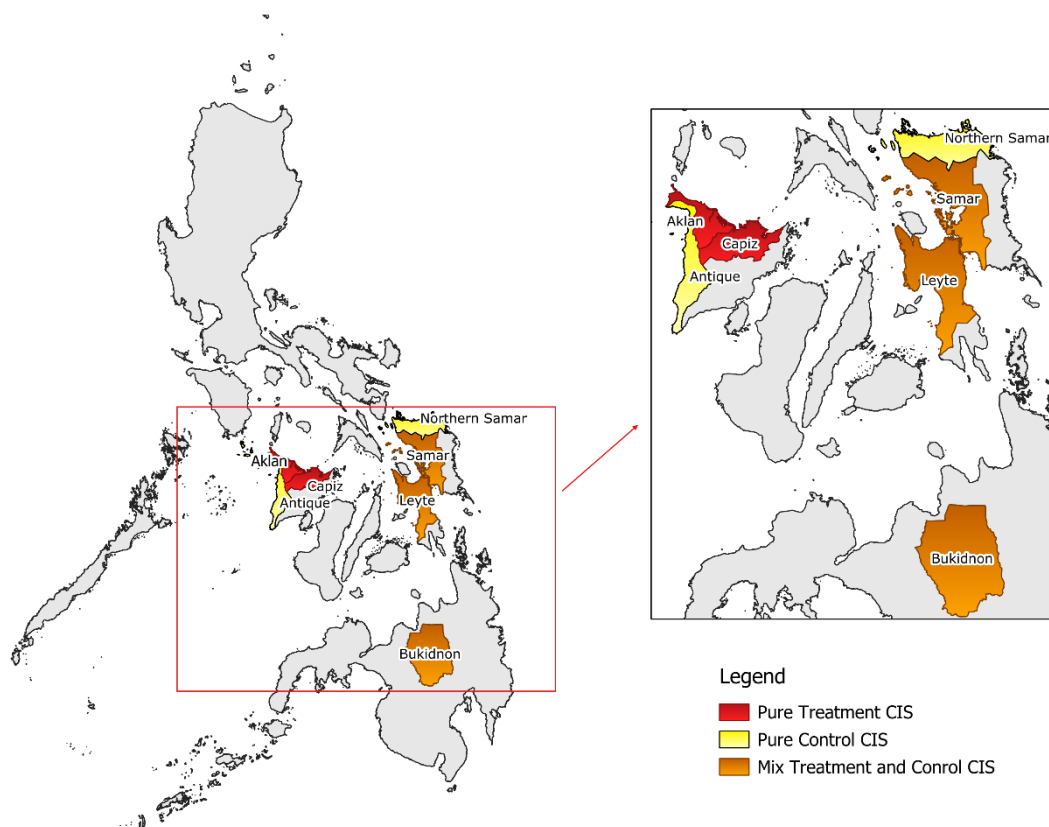 Northern Samar
Aklan
Samar
Capiz
Antique
Leyte
Bukidnon
Northern Samar
Samar
Aklan
Capiz
Antique
Leyte
Bukidnon
Legend
Pure Treatment CIS
Pure Control CIS
Mix Treatment and Conrol CIS